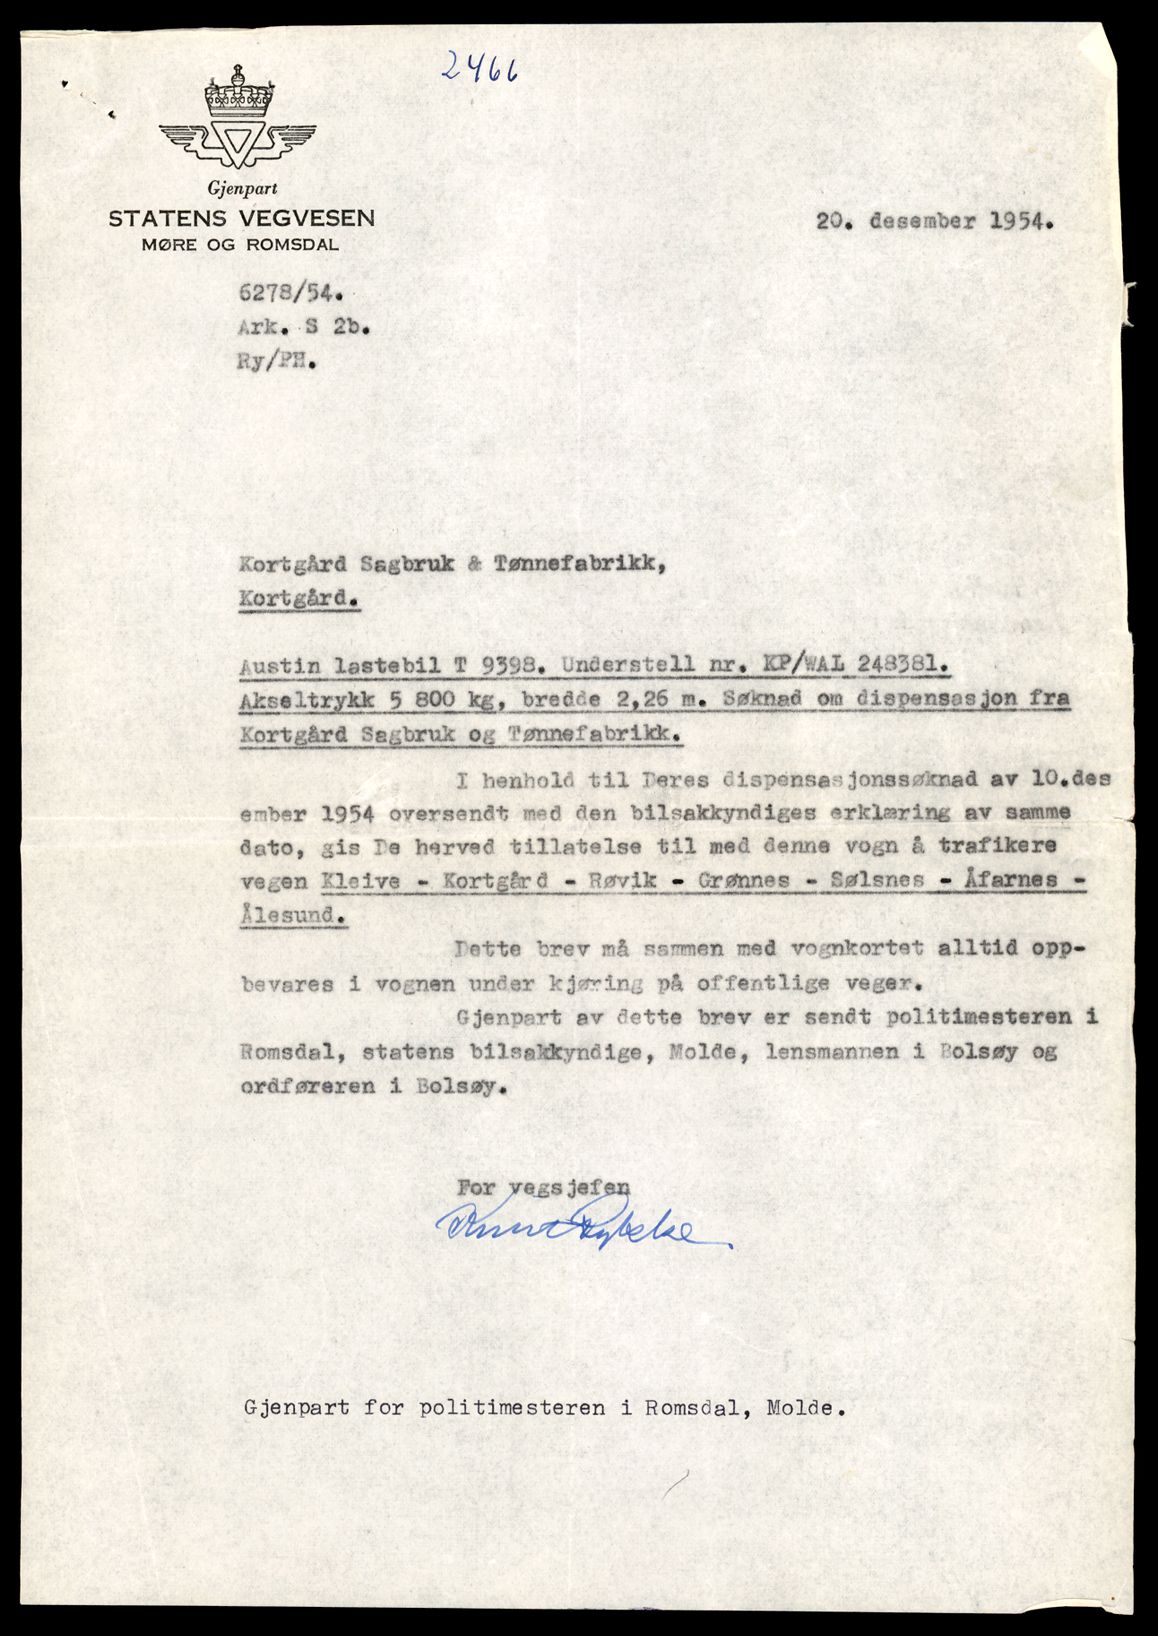 2466
Gjenpart
STATENS VEGVESEN
MØRE OG ROMSDAL
20. desember 1954.
6278/54.
Ark. S 2b.
Ry/PH.
Kortgård Sagbruk & Tønnefabrikk,
Kortgård.
Austin lastebil T 9398. Understell nr. KP/WAL 248381.
Akseltrykk 5 800 kg, bredde 2,26 m. Søknad om dispensasjon fra
Kortgård Sagbruk og Tønnefabrikk.
I henhold til Deres dispensasjonssøknad av 10.des
ember 1954 oversendt med den bilsakkyndiges erklæring av samme
dato, gis De herved tillatelse til med denne vogn å trafikere
vegen Kleive - Kortgård - Røvik - Grønnes - Sølsnes - Åfarnes -
Ålesund.
Dette brev må sammen med vognkortet alltid opp-
bevares i vognen under kjøring på offentlige veger.
Gjenpart av dette brev er sendt politimesteren i
Romsdal, statens bilsakkyndige, Molde, lensmannen i Bolsøy og
ordføreren i Bolsøy.
For vegsjefen
Gjenpart for politimesteren i Romsdal, Molde.